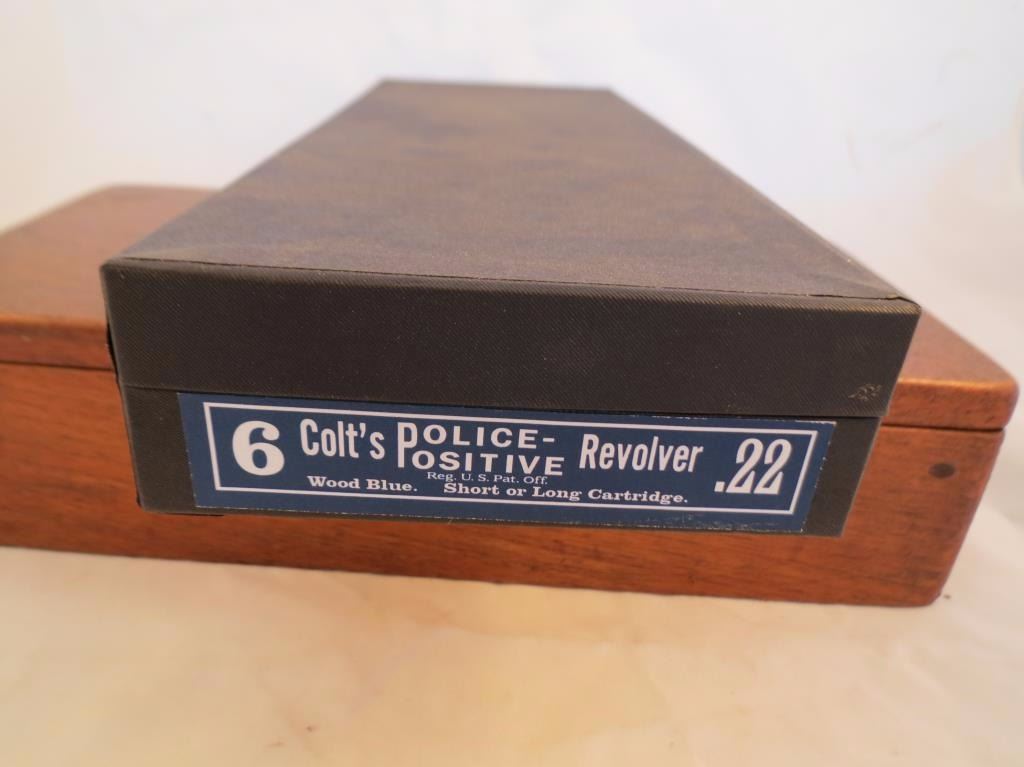 6 Colt's POLICE-POSITIVE Revolver .22
Reg. U. S. Pat. Off.
Wood Blue. Short or Long Cartridge.